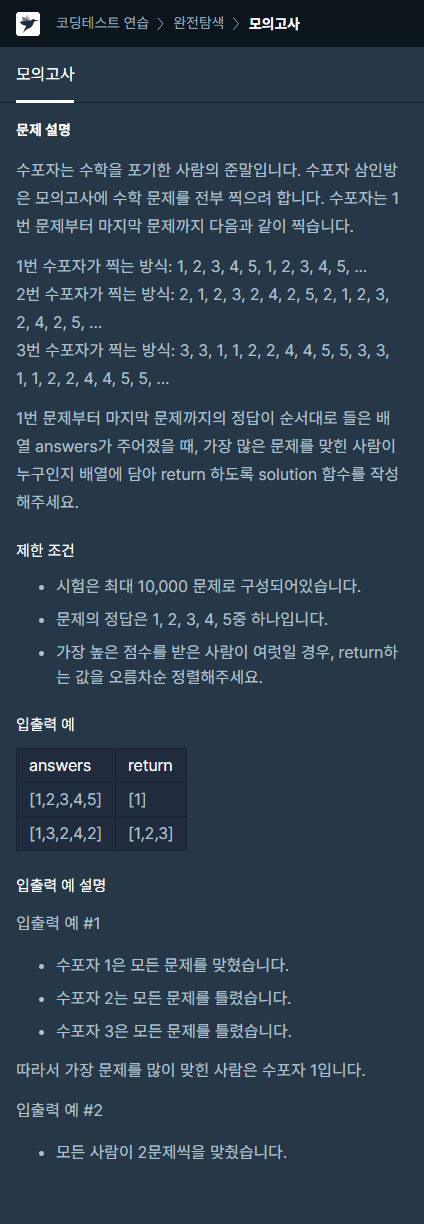 코딩테스트 연습 > 완전탐색 > 모의고사
모의고사
문제 설명
수포자는 수학을 포기한 사람의 준말입니다. 수포자 삼인방
은 모의고사에 수학 문제를 전부 찍으려 합니다. 수포자는 1
번 문제부터 마지막 문제까지 다음과 같이 찍습니다.
1번 수포자가 찍는 방식: 1, 2, 3, 4, 5, 1, 2, 3, 4, 5, ...
2번 수포자가 찍는 방식: 2, 1, 2, 3, 2, 4, 2, 5, 2, 1, 2, 3,
2, 4, 2, 5, ...
3번 수포자가 찍는 방식: 3, 3, 1, 1, 2, 2, 4, 4, 5, 5, 3, 3,
1, 1, 2, 2, 4, 4, 5, 5, ...
1번 문제부터 마지막 문제까지의 정답이 순서대로 들은 배
열 answers가 주어졌을 때, 가장 많은 문제를 맞힌 사람이
누구인지 배열에 담아 return 하도록 solution 함수를 작성
해주세요.
제한 조건
• 시험은 최대 10,000 문제로 구성되어있습니다.
• 문제의 정답은 1, 2, 3, 4, 5중 하나입니다.
• 가장 높은 점수를 받은 사람이 여럿일 경우, return하
는 값을 오름차순 정렬해주세요.
입출력 예
answers return
[1,2,3,4,5] [1]
[1,3,2,4,2] [1,2,3]
입출력 예 설명
입출력 예 #1
• 수포자 1은 모든 문제를 맞혔습니다.
• 수포자 2는 모든 문제를 틀렸습니다.
• 수포자 3은 모든 문제를 틀렸습니다.
따라서 가장 문제를 많이 맞힌 사람은 수포자 1입니다.
입출력 예 #2
• 모든 사람이 2문제씩을 맞췄습니다.